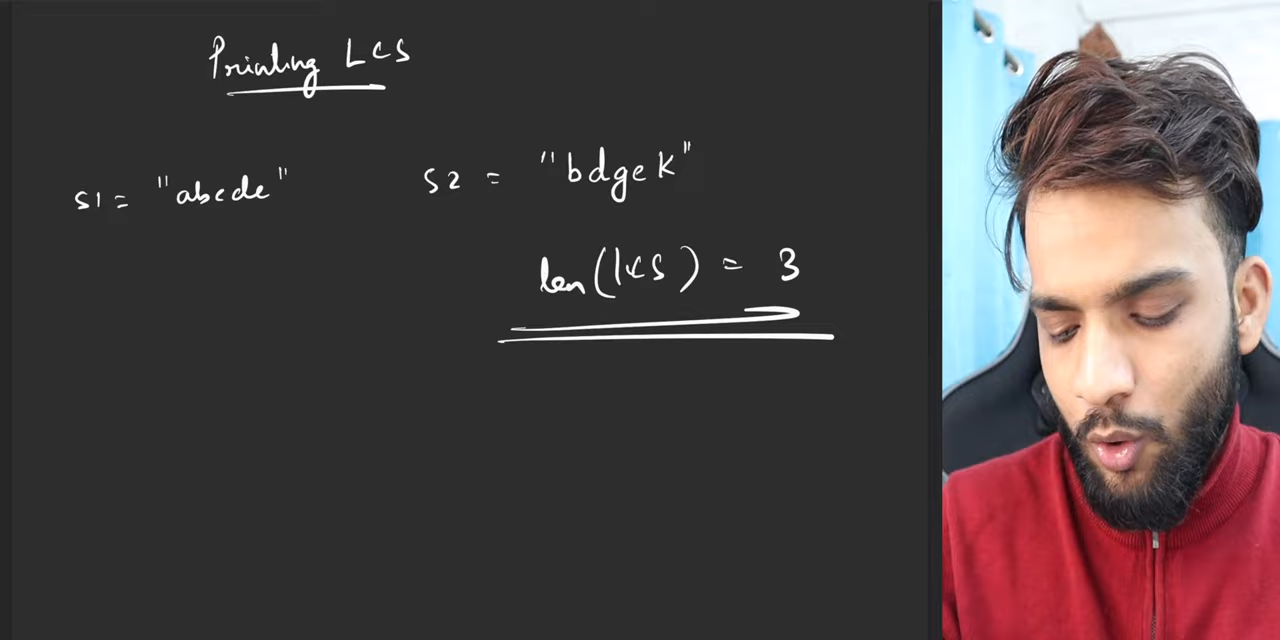 Printing LCS
s1 = "abcde" s2 = "bdgek"
len(lcs) = 3